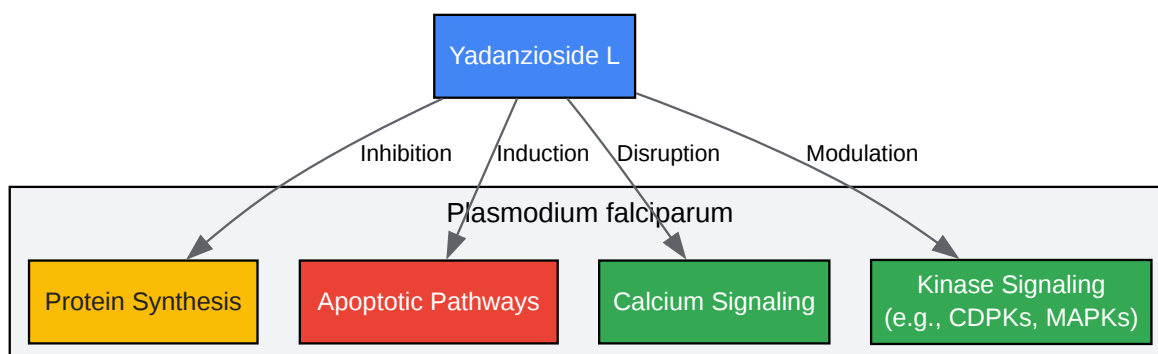 Yadanzioside L
Inhibition
Induction
Disruption
Modulation
Plasmodium falciparum
Protein Synthesis
Apoptotic Pathways
Calcium Signaling
Kinase Signaling
(e.g., CDPKs, MAPKs)